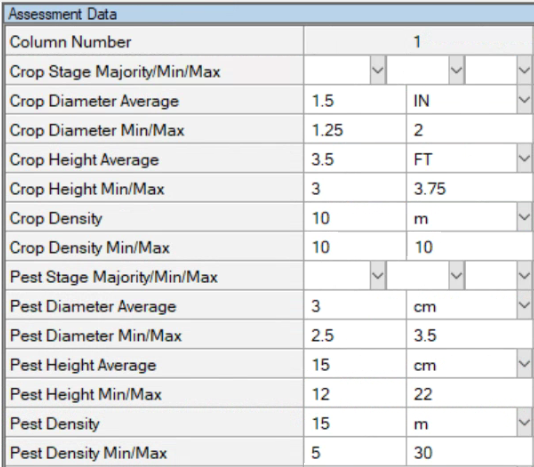 Assessment Data
Column Number 1
Crop Stage Majority/Min/Max
Crop Diameter Average 1.5 IN
Crop Diameter Min/Max 1.25 2
Crop Height Average 3.5 FT
Crop Height Min/Max 3 3.75
Crop Density 10 m
Crop Density Min/Max 10 10
Pest Stage Majority/Min/Max
Pest Diameter Average 3 cm
Pest Diameter Min/Max 2.5 3.5
Pest Height Average 15 cm
Pest Height Min/Max 12 22
Pest Density 15 m
Pest Density Min/Max 5 30